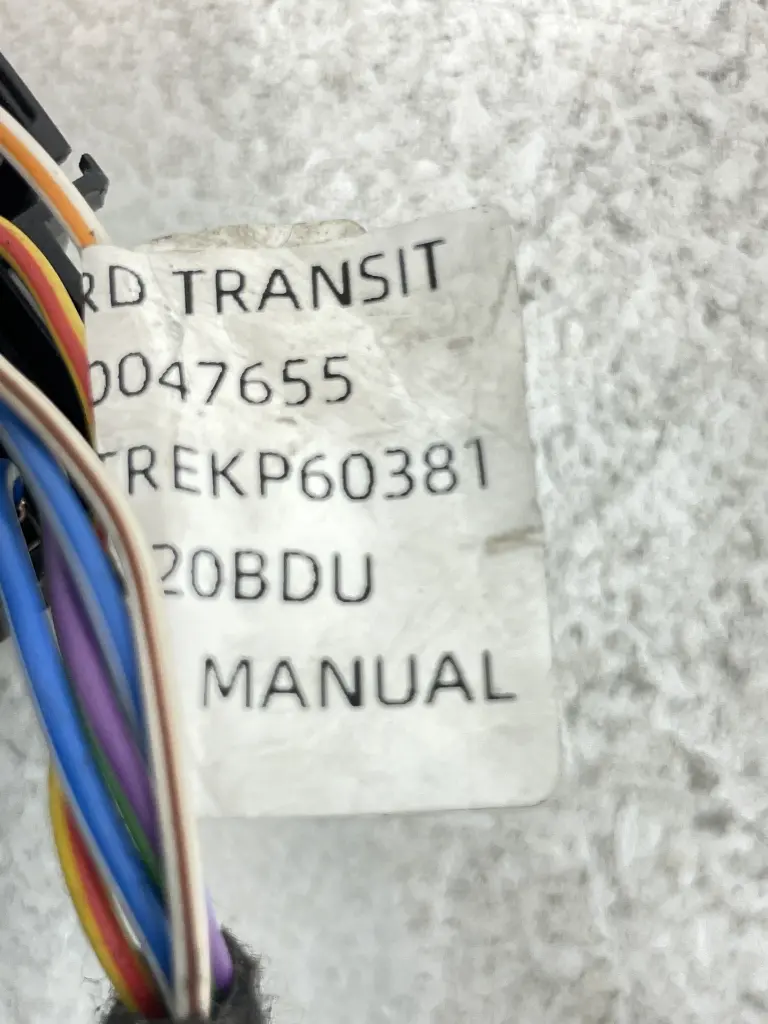 RD TRANSIT
0047655
TREKP60381
20BDU
MANUAL